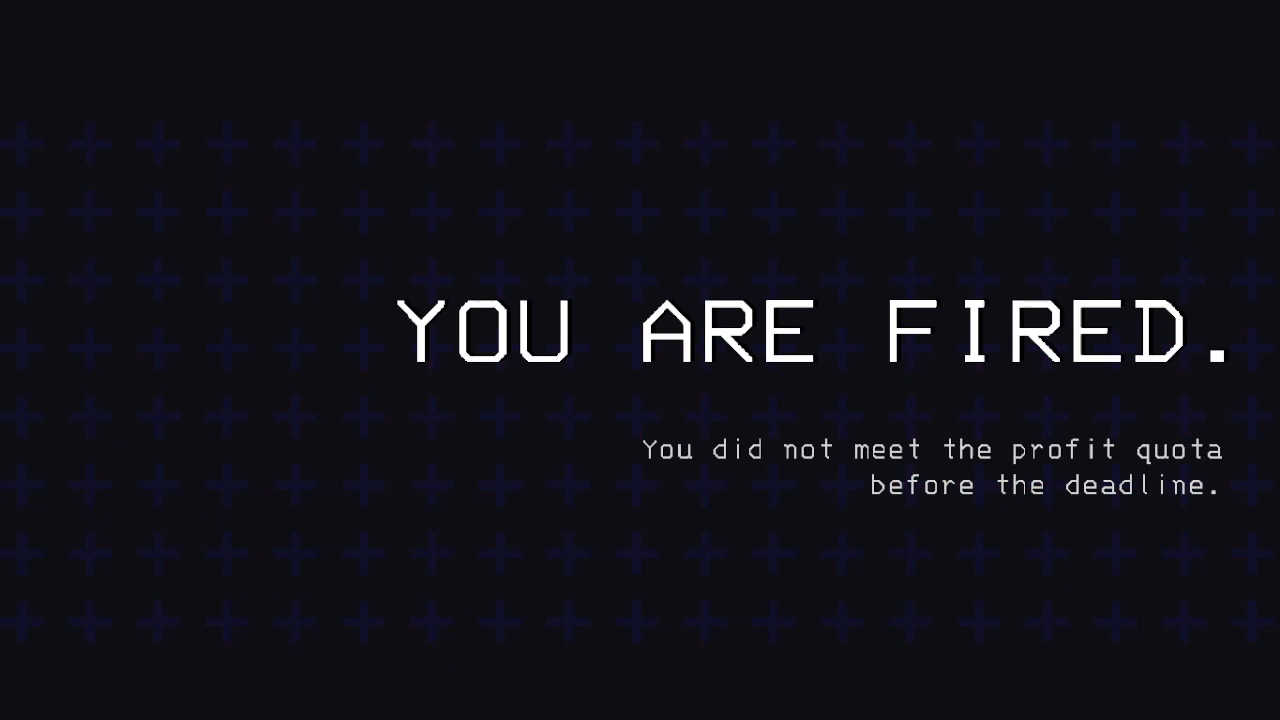 YOU ARE FIRED.
You did not meet the profit quota
before the deadline.